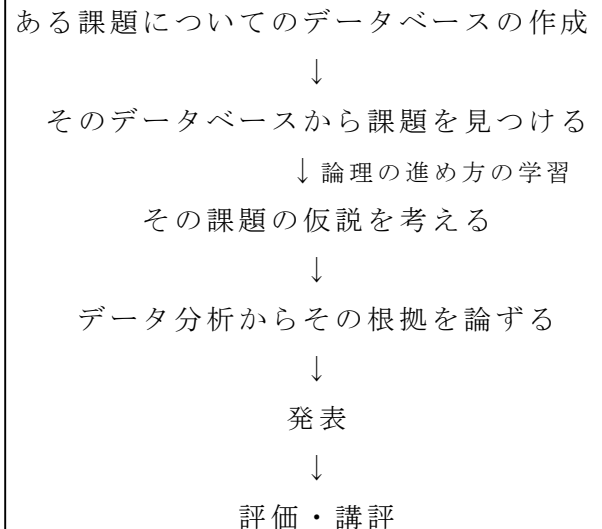 ある課題についてのデータベースの作成
↓
そのデータベースから課題を見つける
↓論理の進め方の学習
その課題の仮説を考える
↓
データ分析からその根拠を論ずる
↓
発表
↓
評価・講評